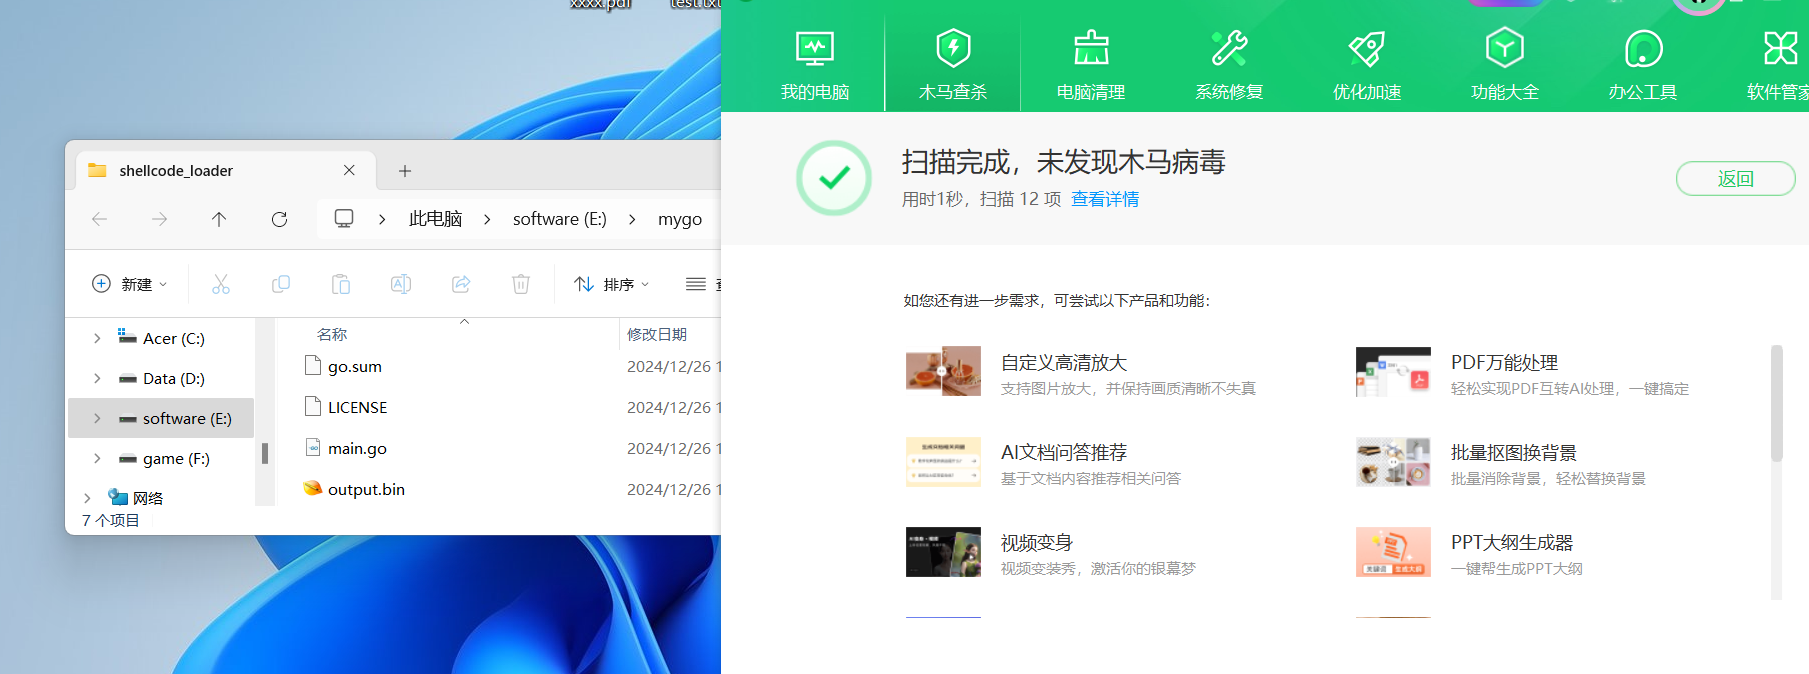 xxxx.pdf
test.txt
shellcode_loader
此电脑
software (E:)
mygo
新建
排序
名称
修改日期
Acer (C:)
Data (D:)
software (E:)
game (F:)
网络
7 个项目
go.sum
2024/12/26 1
LICENSE
2024/12/26 1
main.go
2024/12/26 1
output.bin
2024/12/26 1
我的电脑
木马查杀
电脑清理
系统修复
优化加速
功能大全
办公工具
软件管家
扫描完成，未发现木马病毒
用时1秒，扫描 12 项 查看详情
返回
如您还有进一步需求，可尝试以下产品和功能：
自定义高清放大
支持图片放大，并保持画质清晰不失真
PDF万能处理
轻松实现PDF互转AI处理，一键搞定
AI文档问答推荐
基于文档内容推荐相关问答
批量抠图换背景
批量消除背景，轻松替换背景
视频变身
视频变装秀，激活你的银幕梦
PPT大纲生成器
一键帮生成PPT大纲